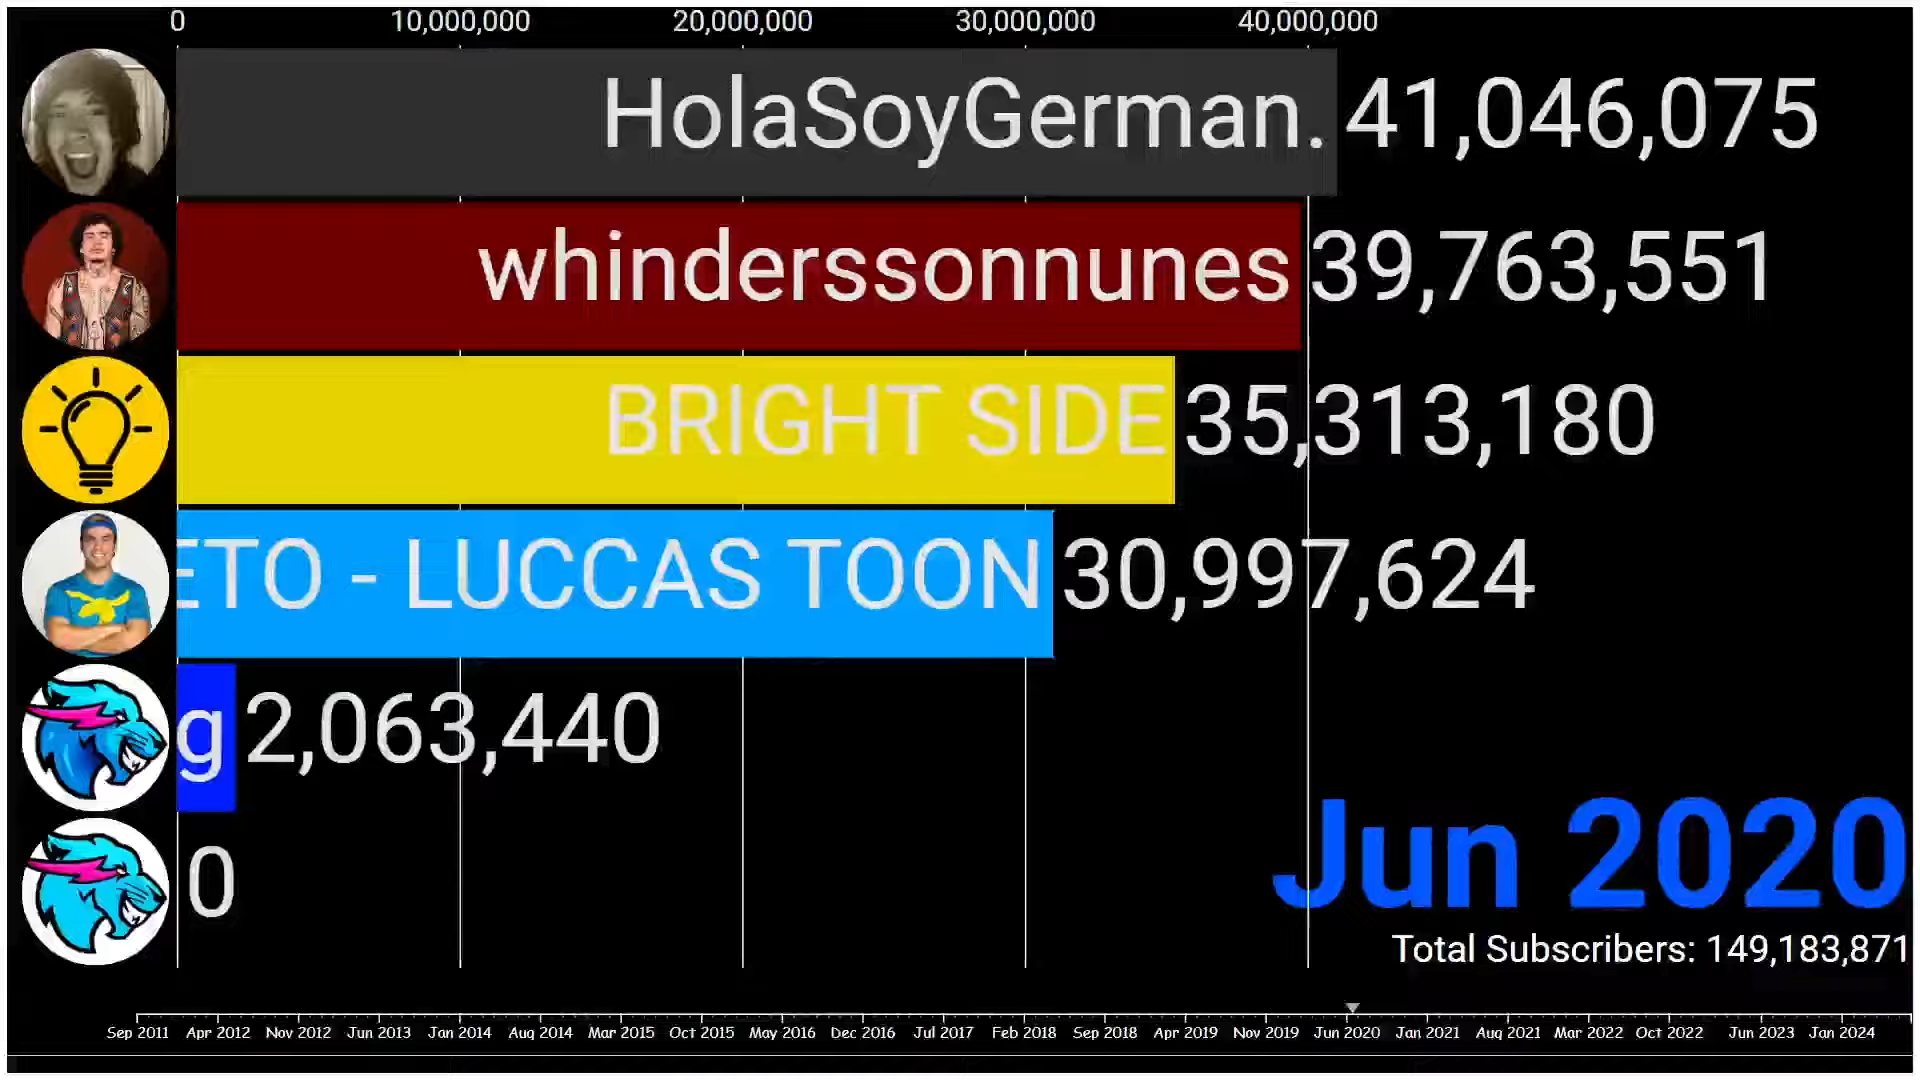 0 10,000,000 20,000,000 30,000,000 40,000,000
HolaSoyGerman. 41,046,075
whinderssonnunes 39,763,551
BRIGHT SIDE 35,313,180
ETO - LUCCAS TOON 30,997,624
g 2,063,440
0
Jun 2020
Total Subscribers: 149,183,871
Sep 2011 Apr 2012 Nov 2012 Jun 2013 Jan 2014 Aug 2014 Mar 2015 Oct 2015 May 2016 Dec 2016 Jul 2017 Feb 2018 Sep 2018 Apr 2019 Nov 2019 Jun 2020 Jan 2021 Aug 2021 Mar 2022 Oct 2022 Jun 2023 Jan 2024